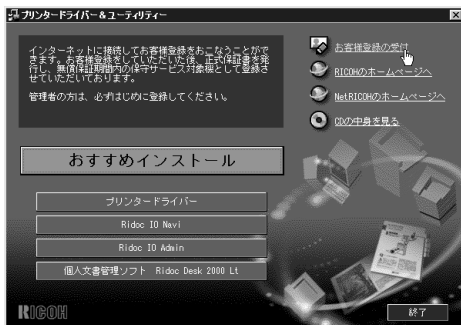 プリンタードライバー＆ユーティリティー
インターネットに接続してお客様登録をおこなうことがで
きます。お客様登録をしていただいた後、正式保証書を発
行し、無償保証期間内の保守サービス対象機として登録さ
せていただいております。
管理者の方は、必ずはじめに登録してください。
お客様登録の受付
RICOHのホームページへ
NetRICOHのホームページへ
CDの中身を見る
おすすめインストール
プリンタードライバー
Ridoc IO Navi
Ridoc IO Admin
個人文書管理ソフト Ridoc Desk 2000 Lt
RICOH
終了